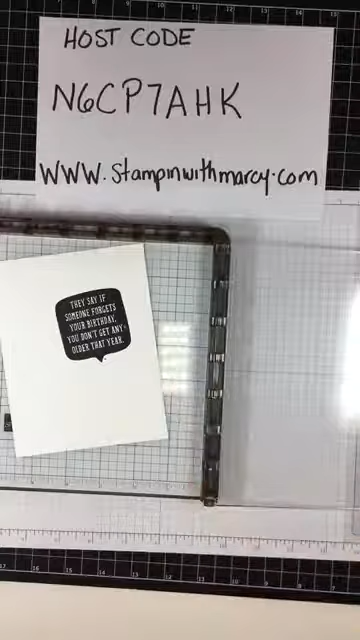 HOST CODE
N6CP7AHK
WWW.Stampinwithmarcy.com
THEY SAY IF
SOMEONE FORGETS
YOUR BIRTHDAY,
YOU DON'T GET ANY
OLDER THAT YEAR.